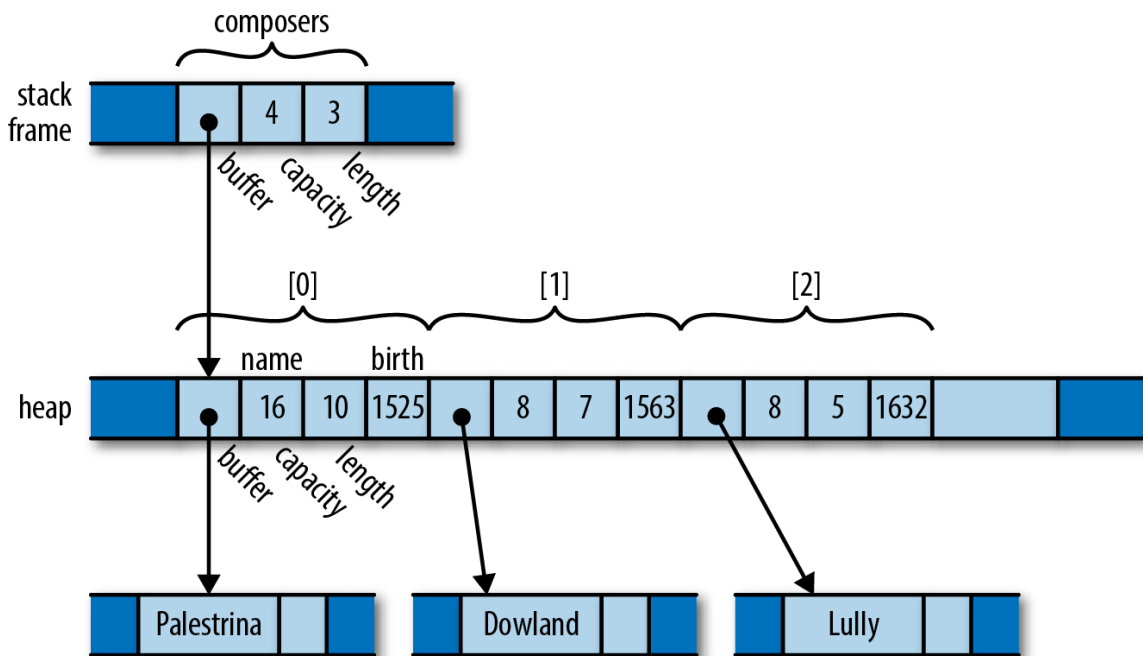 composers
stack
frame
4 3
buffer capacity length
[0] [1] [2]
name birth
heap
16 10 1525 8 7 1563 8 5 1632
buffer capacity length
Palestrina Dowland Lully